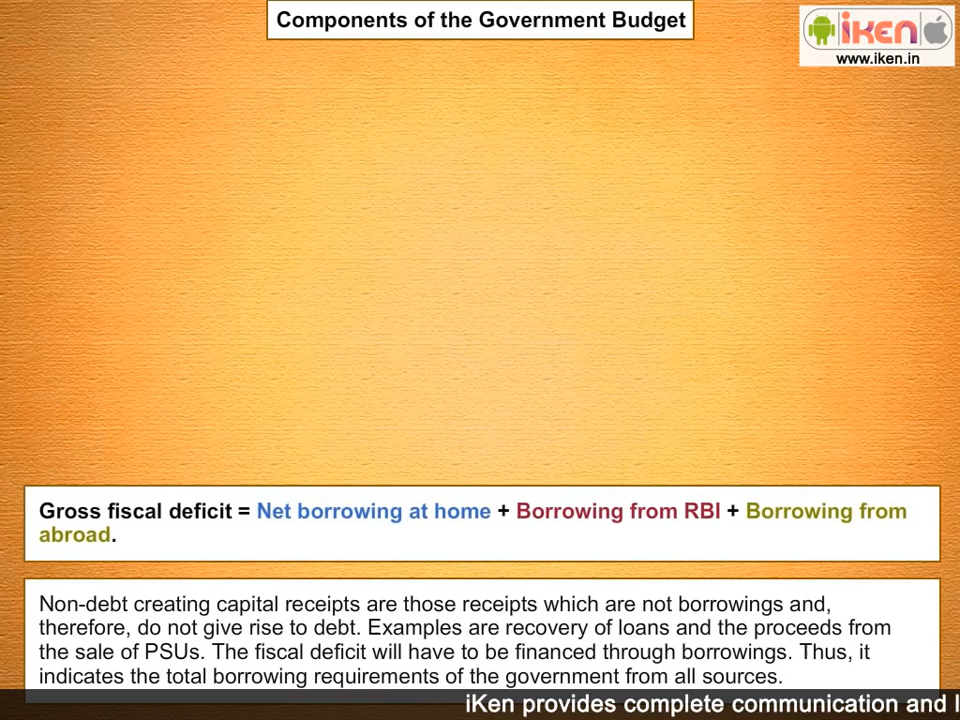 Components of the Government Budget
iKEN
www.iken.in
Gross fiscal deficit = Net borrowing at home + Borrowing from RBI + Borrowing from
abroad.
Non-debt creating capital receipts are those receipts which are not borrowings and,
therefore, do not give rise to debt. Examples are recovery of loans and the proceeds from
the sale of PSUs. The fiscal deficit will have to be financed through borrowings. Thus, it
indicates the total borrowing requirements of the government from all sources.
iKen provides complete communication and